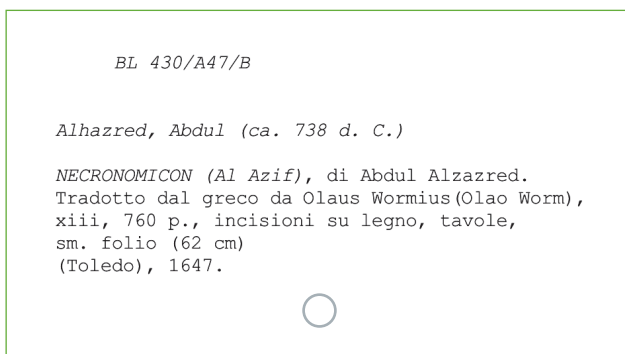 BL 430/A47/B
Alhazred, Abdul (ca. 738 d. C.)
NECRONOMICON (Al Azif), di Abdul Alzazred.
Tradotto dal greco da Olaus Wormius(Olao Worm),
xiii, 760 p., incisioni su legno, tavole,
sm. folio (62 cm)
(Toledo), 1647.